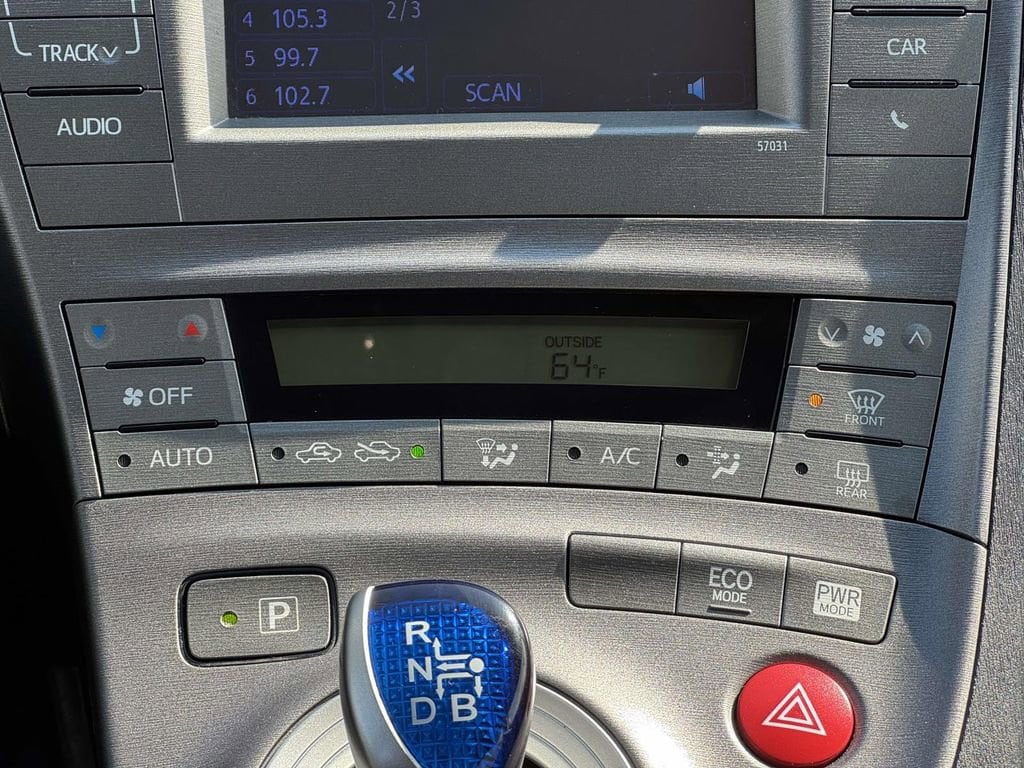 4 105.3
2/3
TRACK
5 99.7
CAR
6 102.7
SCAN
AUDIO
57031
OUTSIDE
64°F
OFF
FRONT
AUTO
A/C
REAR
ECO
MODE
PWR
MODE
P
R
N
D B